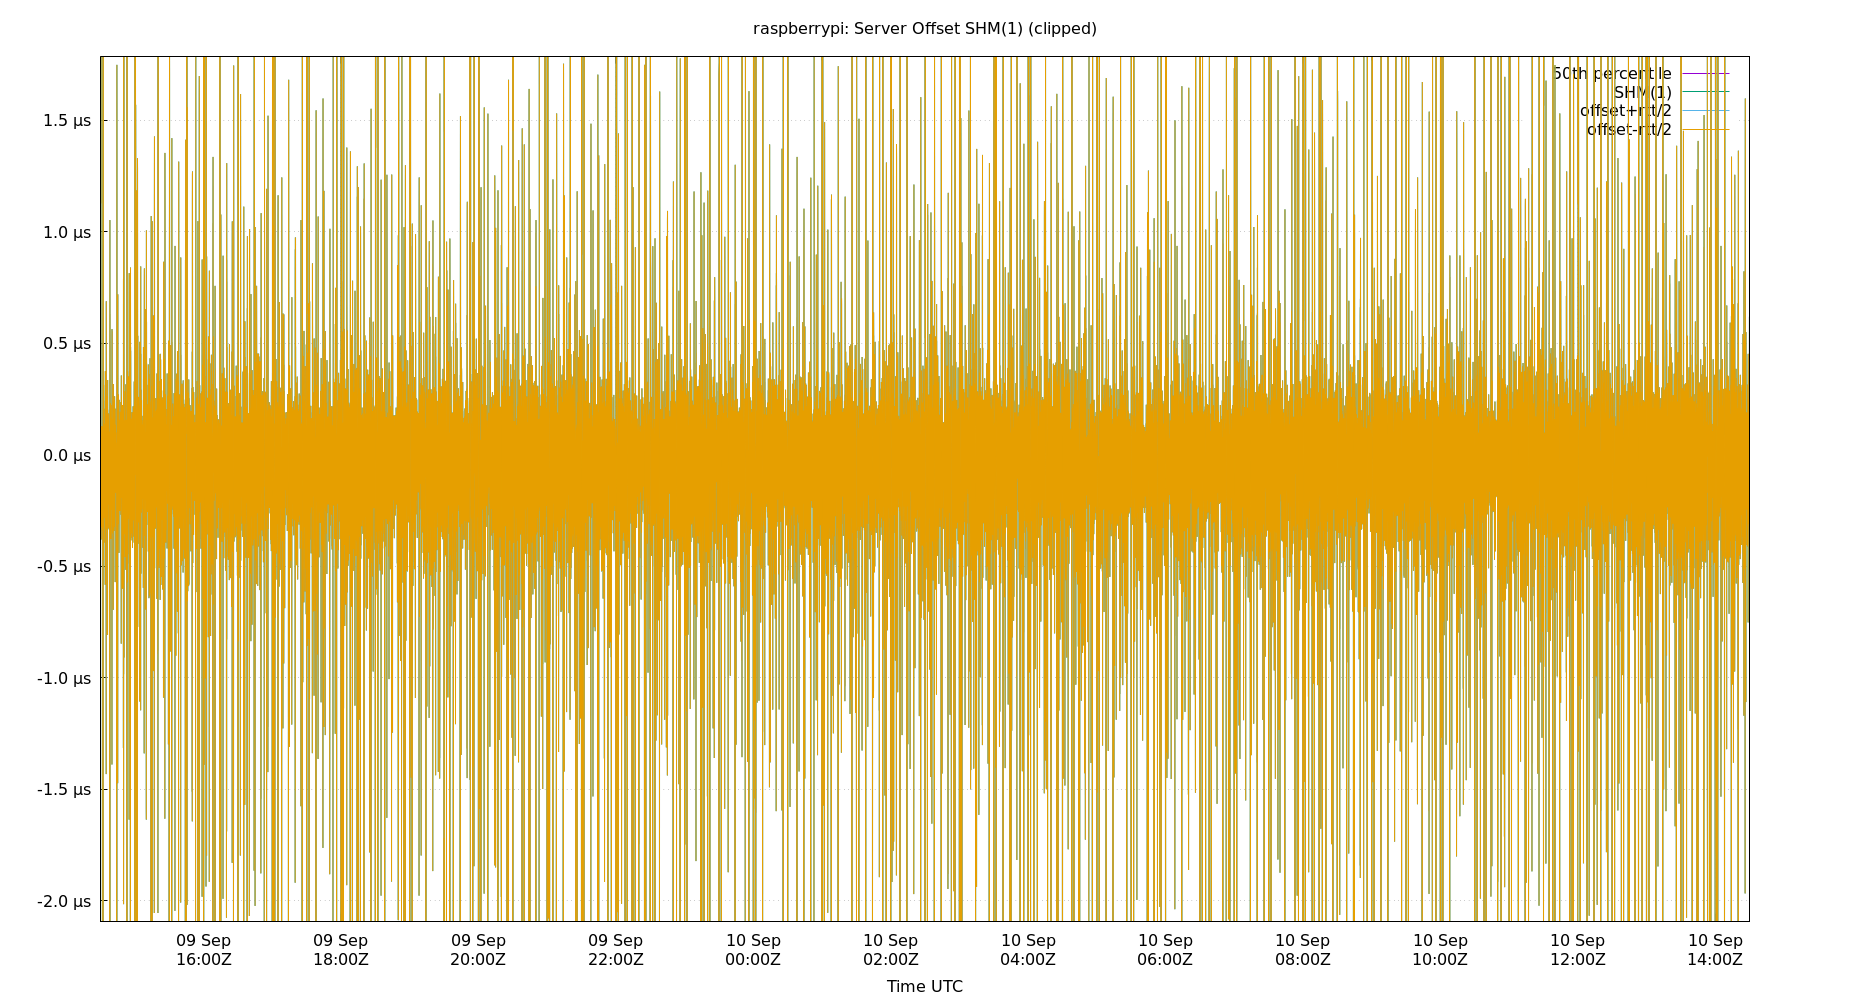 raspberrypi: Server Offset SHM(1) (clipped)
50th percentile
SHM(1)
offset+rtt/2
offset-rtt/2
1.5 µs
1.0 µs
0.5 µs
0.0 µs
-0.5 µs
-1.0 µs
-1.5 µs
-2.0 µs
09 Sep 09 Sep 09 Sep 09 Sep 10 Sep 10 Sep 10 Sep 10 Sep 10 Sep 10 Sep 10 Sep 10 Sep
16:00Z 18:00Z 20:00Z 22:00Z 00:00Z 02:00Z 04:00Z 06:00Z 08:00Z 10:00Z 12:00Z 14:00Z
Time UTC